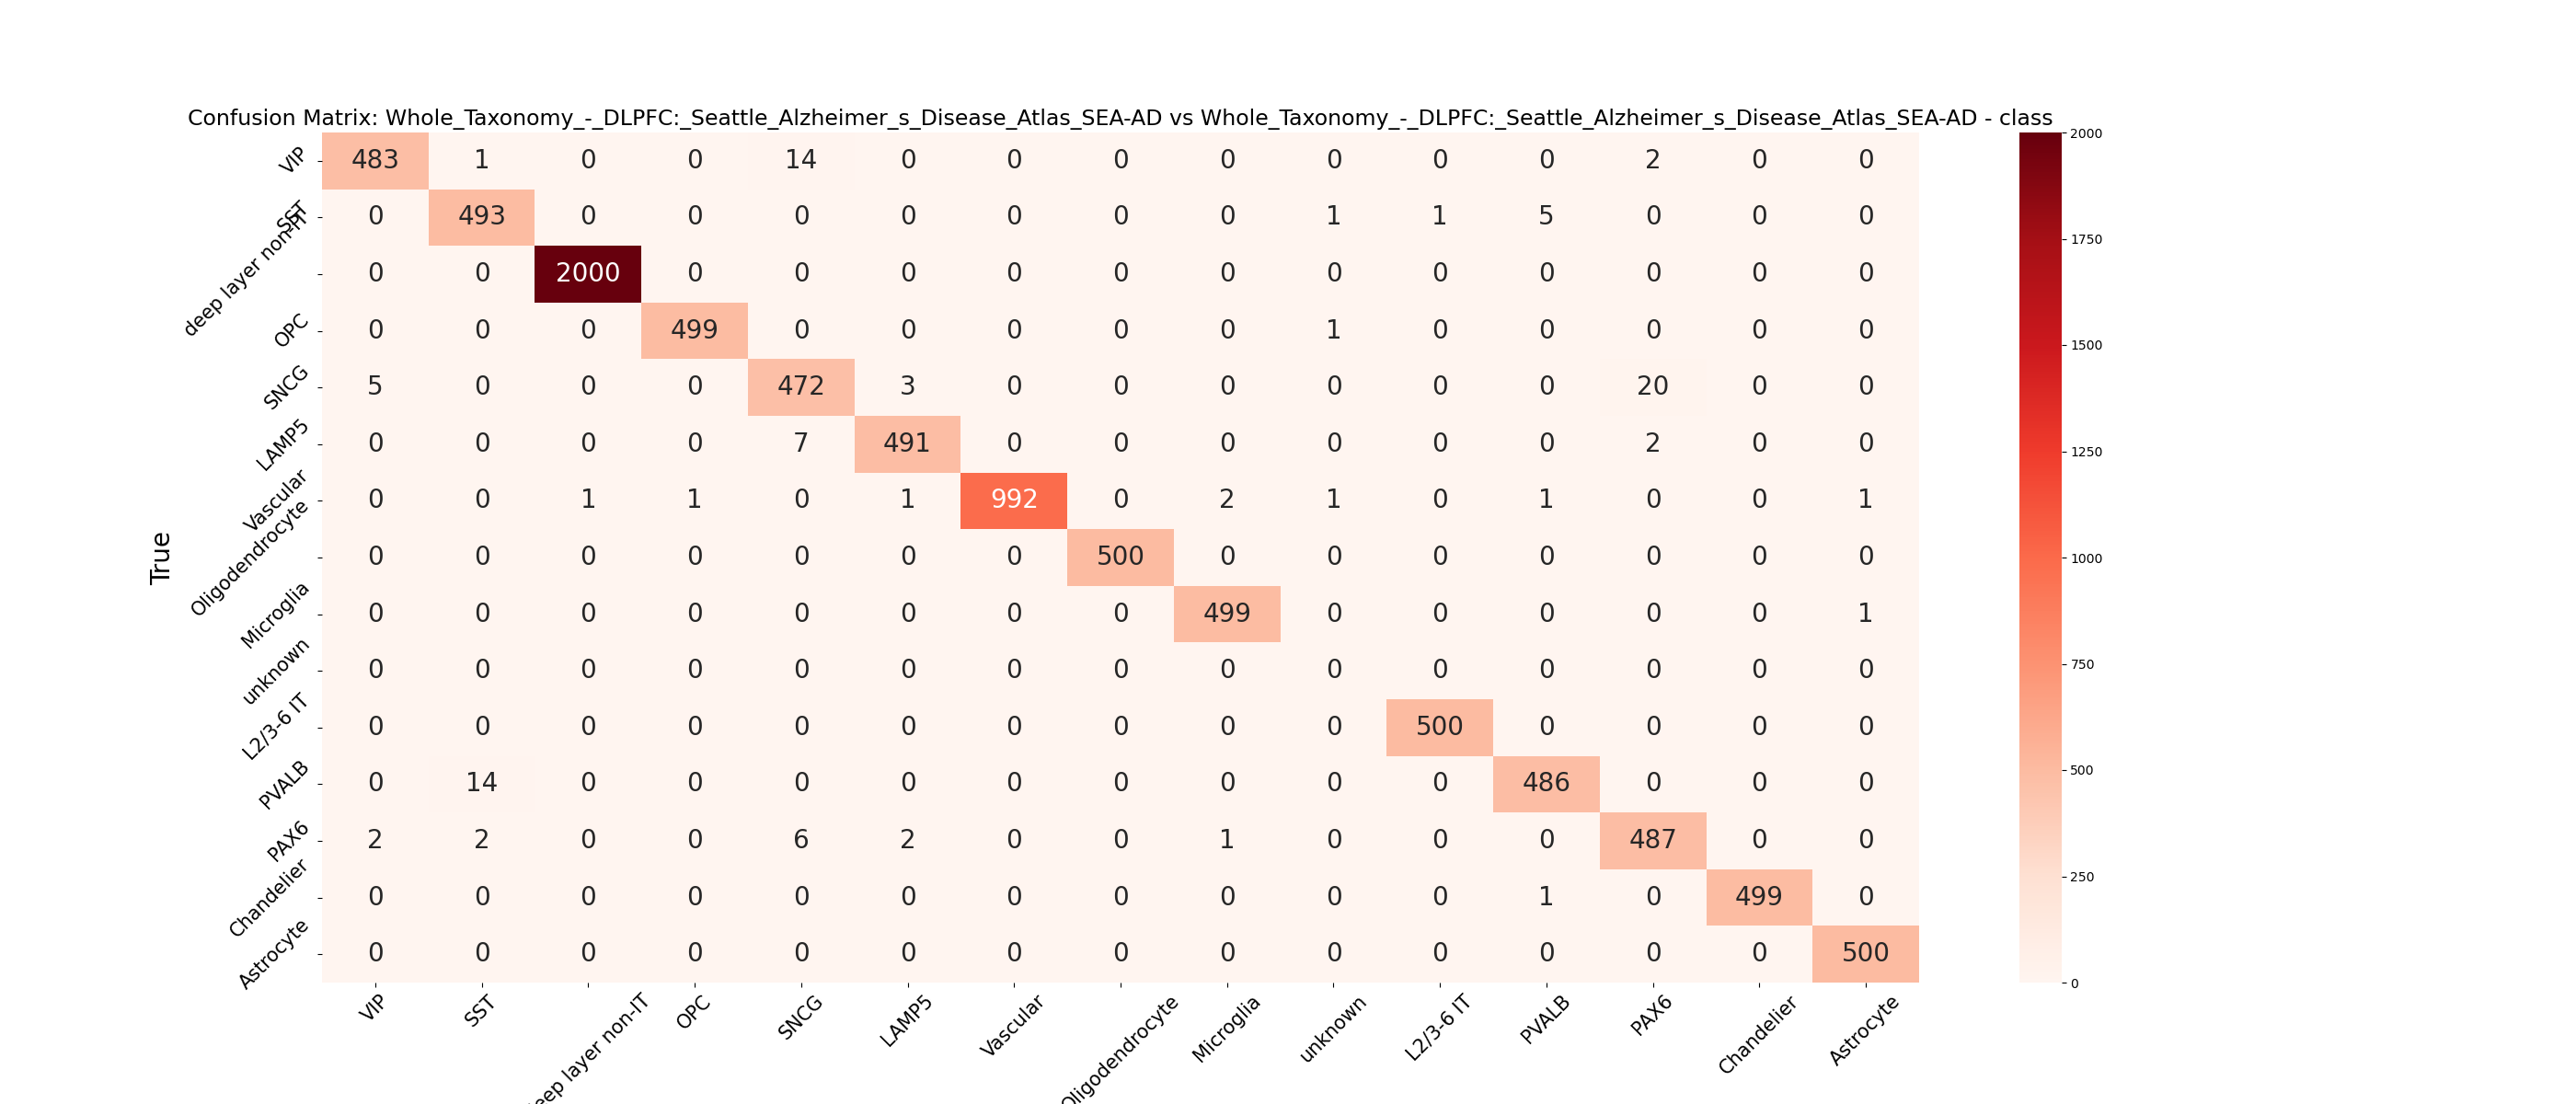 Confusion Matrix: Whole_Taxonomy_-_DLPFC:_Seattle_Alzheimer_s_Disease_Atlas_SEA-AD vs Whole_Taxonomy_-_DLPFC:_Seattle_Alzheimer_s_Disease_Atlas_SEA-AD - class
VIP 483 1 0 0 14 0 0 0 0 0 0 0 2 0 0
SST 0 493 0 0 0 0 0 0 0 1 1 5 0 0 0
deep layer non-IT 0 0 2000 0 0 0 0 0 0 0 0 0 0 0 0
OPC 0 0 0 499 0 0 0 0 0 1 0 0 0 0 0
SNCG 5 0 0 0 472 3 0 0 0 0 0 0 20 0 0
LAMP5 0 0 0 0 7 491 0 0 0 0 0 0 2 0 0
Vascular 0 0 1 1 0 1 992 0 2 1 0 1 0 0 1
Oligodendrocyte 0 0 0 0 0 0 0 500 0 0 0 0 0 0 0
Microglia 0 0 0 0 0 0 0 0 499 0 0 0 0 0 1
unknown 0 0 0 0 0 0 0 0 0 0 0 0 0 0 0
L2/3-6 IT 0 0 0 0 0 0 0 0 0 0 500 0 0 0 0
PVALB 0 14 0 0 0 0 0 0 0 0 0 486 0 0 0
PAX6 2 2 0 0 6 2 0 0 1 0 0 0 487 0 0
Chandelier 0 0 0 0 0 0 0 0 0 0 0 1 0 499 0
Astrocyte 0 0 0 0 0 0 0 0 0 0 0 0 0 0 500
True
VIP SST eep layer non-IT OPC SNCG LAMP5 Vascular Oligodendrocyte Microglia unknown L2/3-6 IT PVALB PAX6 Chandelier Astrocyte
2000
1750
1500
1250
1000
750
500
250
0